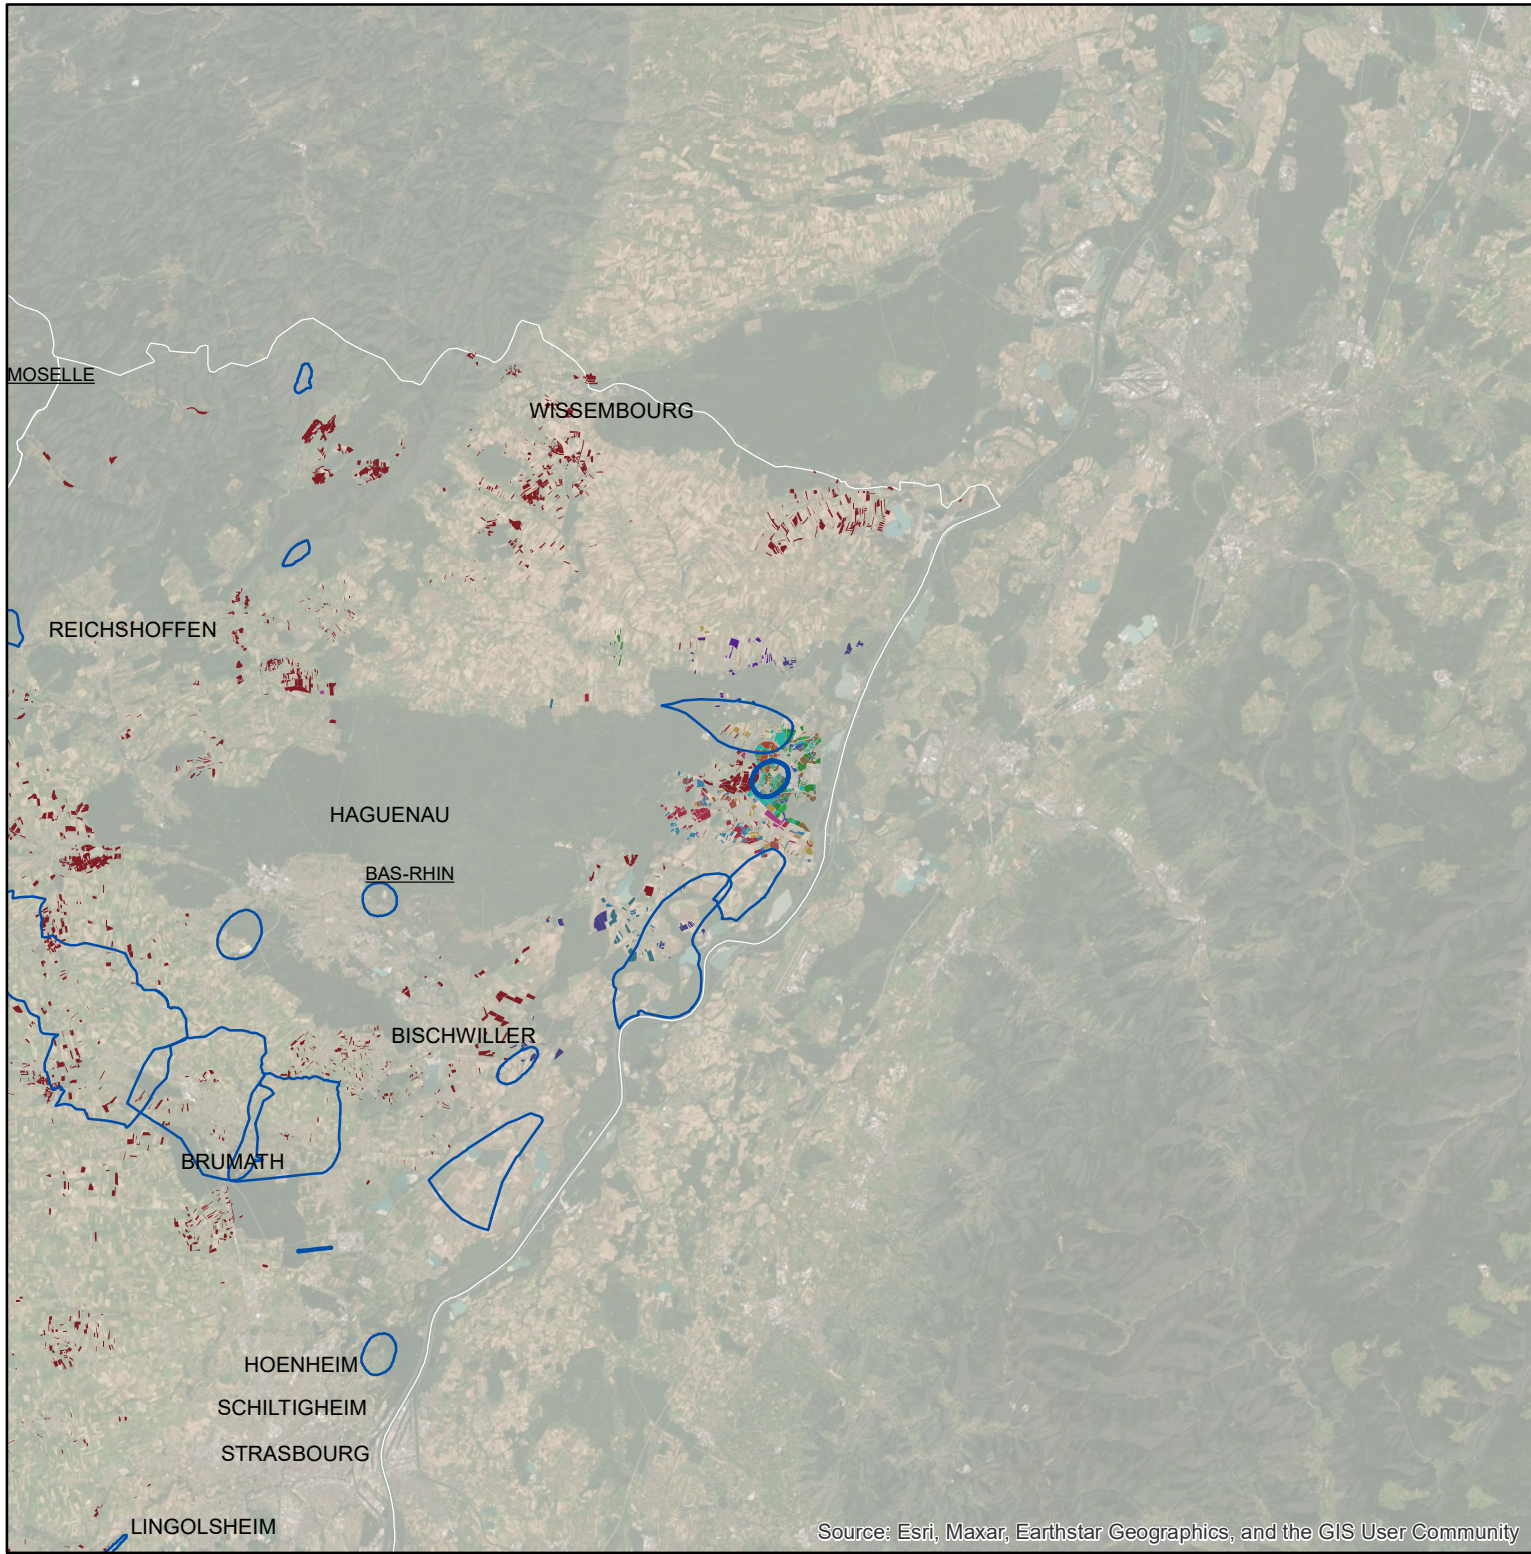 MOSELLE
WISSEMBOURG
REICHSHOFFEN
HAGUENAU
BAS-RHIN
BISCHWILLER
BRUMATH
HOENHEIM
SCHILTIGHEIM
STRASBOURG
LINGOLSHEIM
Source: Esri, Maxar, Earthstar Geographics, and the GIS User Community